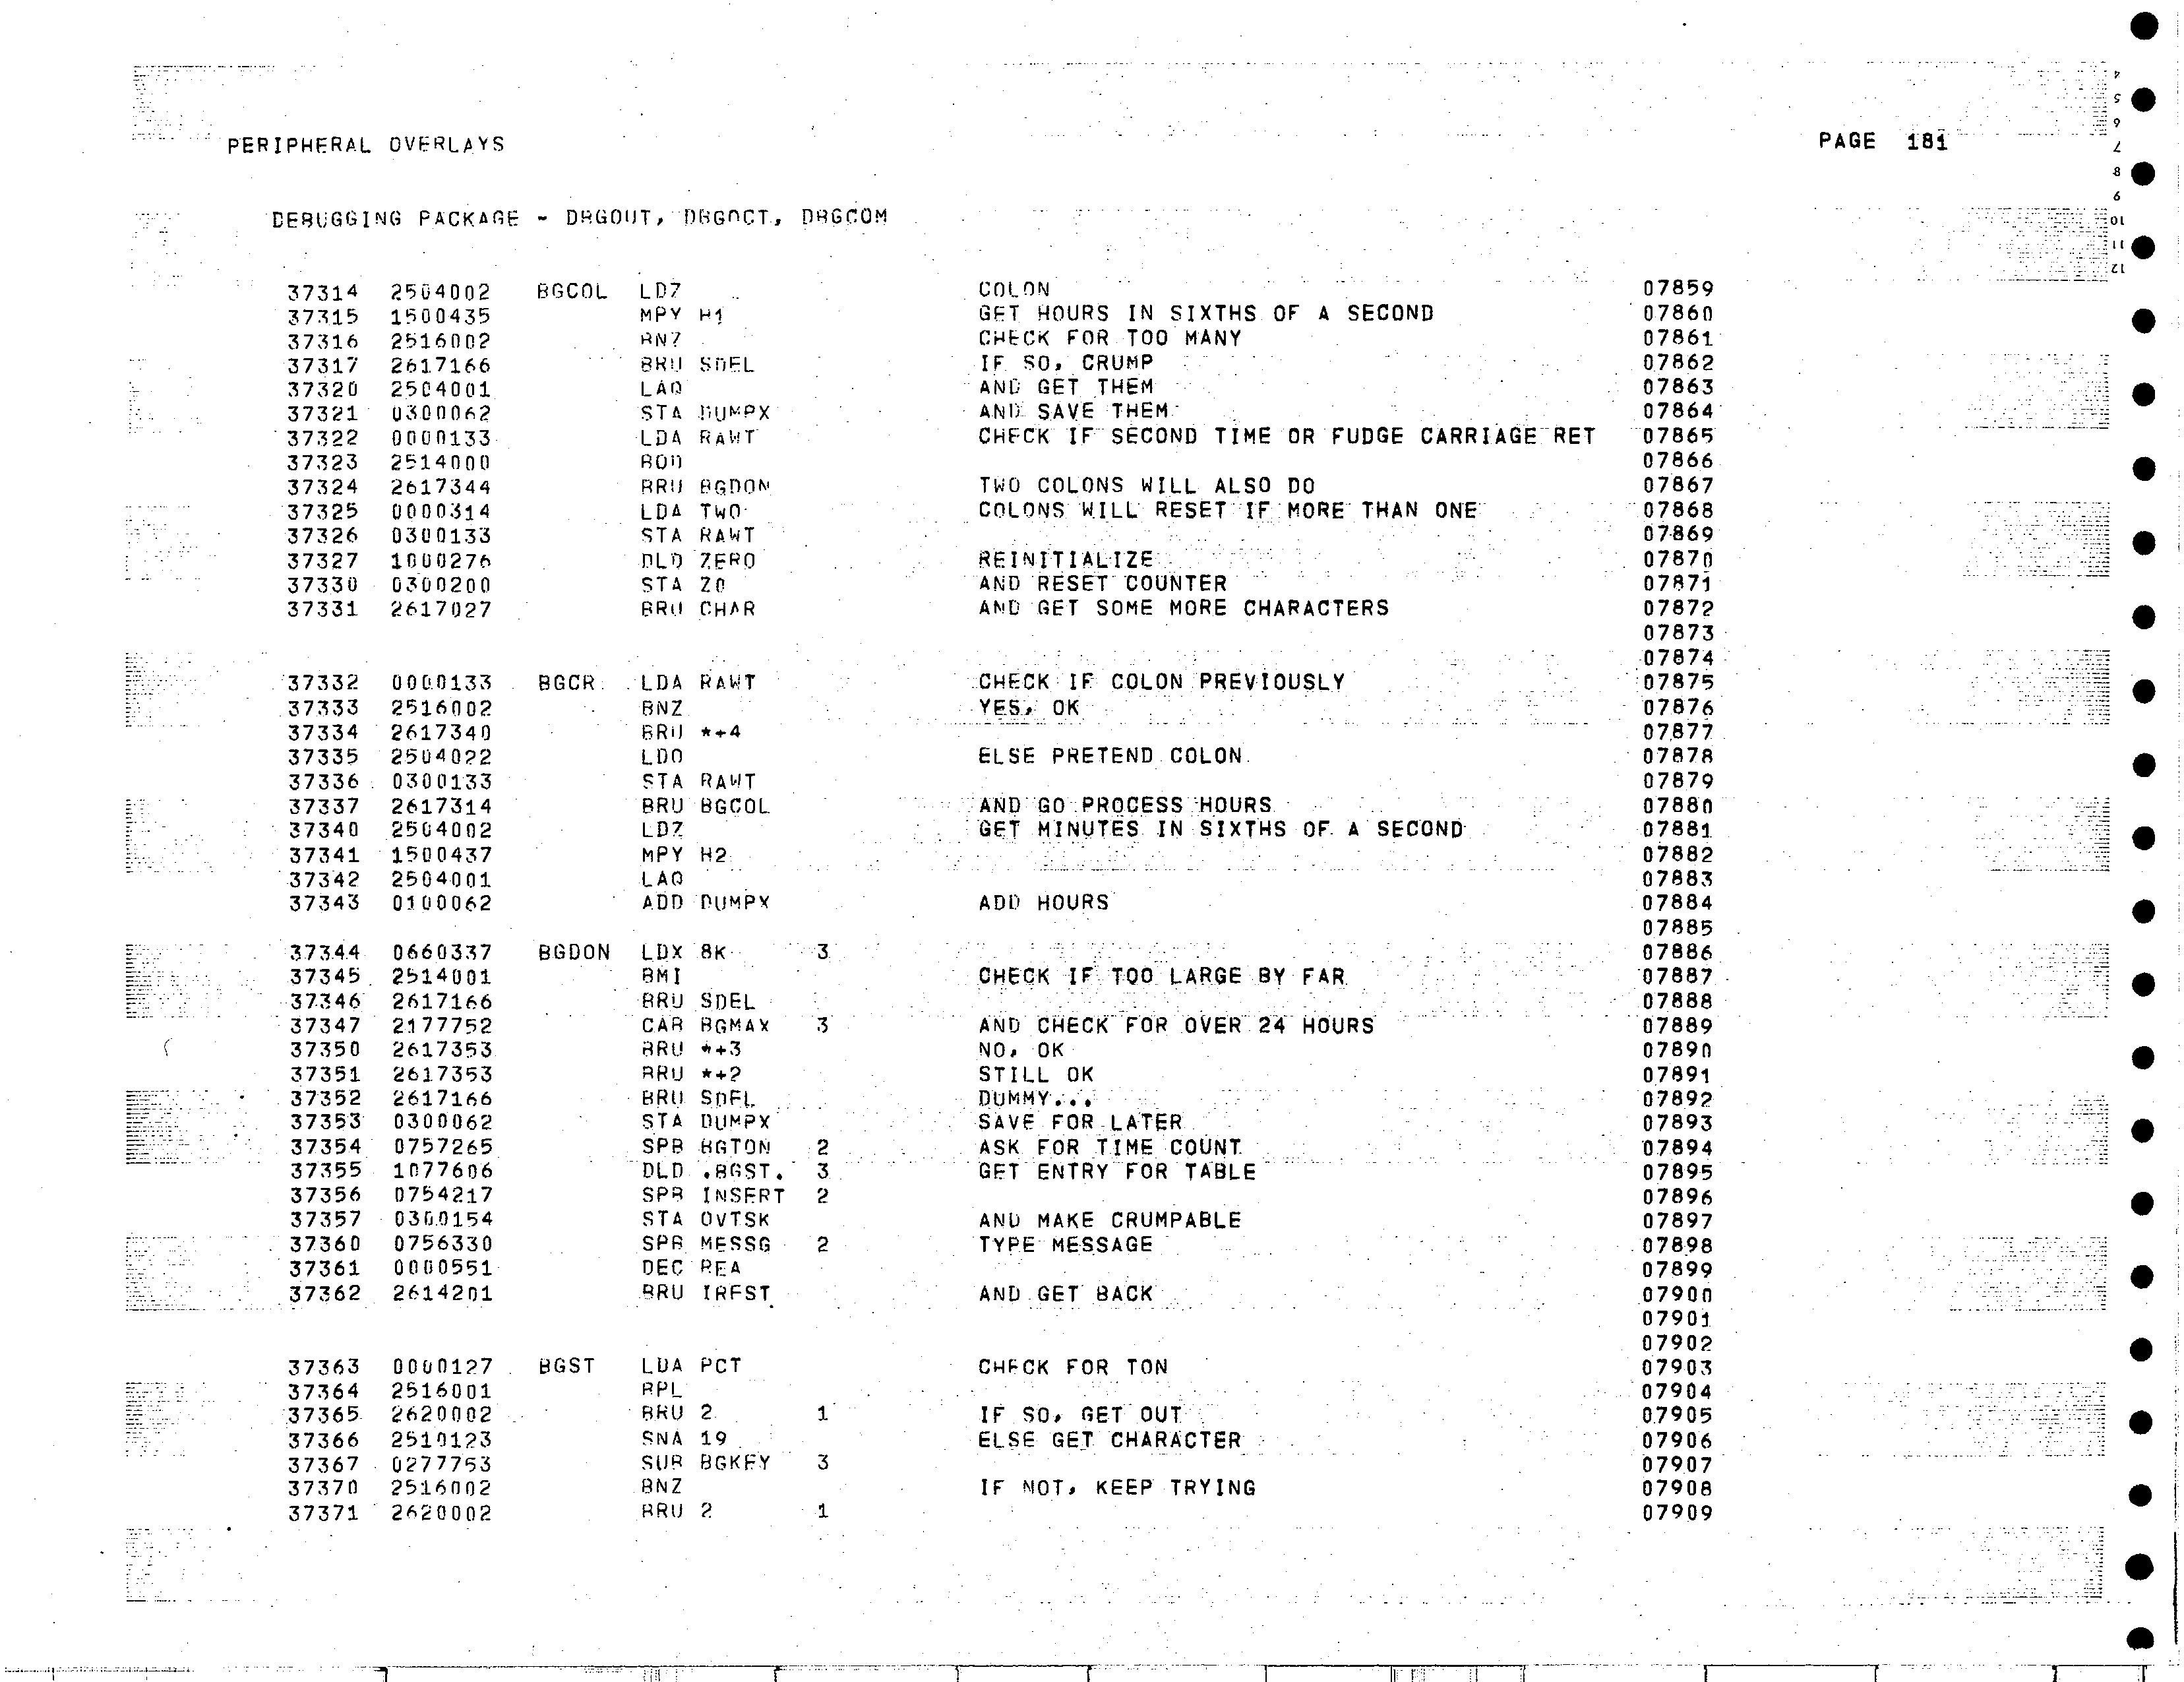 PERIPHERAL OVERLAYS PAGE 181
DEBUGGING PACKAGE - DBGOUT, DBGOCT, DBGCOM
37314 2504002 BGCOL LDZ COLON 07859
37315 1500435 MPY H1 GET HOURS IN SIXTHS OF A SECOND 07860
37316 2516002 BNZ CHECK FOR TOO MANY 07861
37317 2617166 BRU SDEL IF SO, CRUMP 07862
37320 2504001 LAQ AND GET THEM 07863
37321 0300062 STA DUMPX AND SAVE THEM 07864
37322 0000133 LDA RAWT CHECK IF SECOND TIME OR FUDGE CARRIAGE RET 07865
37323 2514000 BOD 07866
37324 2617344 BRU BGDON TWO COLONS WILL ALSO DO 07867
37325 0000314 LDA TWO COLONS WILL RESET IF MORE THAN ONE 07868
37326 0300133 STA RAWT 07869
37327 1000276 DLD ZERO REINITIALIZE 07870
37330 0300200 STA Z0 AND RESET COUNTER 07871
37331 2617027 BRU CHAR AND GET SOME MORE CHARACTERS 07872
07873
07874
37332 0000133 BGCR LDA RAWT CHECK IF COLON PREVIOUSLY 07875
37333 2516002 BNZ YES, OK 07876
37334 2617340 BRU *+4 07877
37335 2504022 LDO ELSE PRETEND COLON 07878
37336 0300133 STA RAWT 07879
37337 2617314 BRU BGCOL AND GO PROCESS HOURS 07880
37340 2504002 LDZ GET MINUTES IN SIXTHS OF A SECOND 07881
37341 1500437 MPY H2 07882
37342 2504001 LAQ 07883
37343 0100062 ADD DUMPX ADD HOURS 07884
07885
37344 0660337 BGDON LDX 8K 3 07886
37345 2514001 BMI CHECK IF TOO LARGE BY FAR 07887
37346 2617166 BRU SDEL 07888
37347 2177752 CAB BGMAX 3 AND CHECK FOR OVER 24 HOURS 07889
37350 2617353 BRU *+3 NO, OK 07890
37351 2617353 BRU *+2 STILL OK 07891
37352 2617166 BRU SDEL DUMMY... 07892
37353 0300062 STA DUMPX SAVE FOR LATER 07893
37354 0757265 SPB BGTON 2 ASK FOR TIME COUNT 07894
37355 1077606 DLD .BGST. 3 GET ENTRY FOR TABLE 07895
37356 0754217 SPB INSERT 2 07896
37357 0300154 STA OVTSK AND MAKE CRUMPABLE 07897
37360 0756330 SPB MESSG 2 TYPE MESSAGE 07898
37361 0000551 DEC REA 07899
37362 2614201 BRU IREST AND GET BACK 07900
07901
07902
37363 0000127 BGST LDA PCT CHECK FOR TON 07903
37364 2516001 BPL 07904
37365 2620002 BRU 2 1 IF SO, GET OUT 07905
37366 2510123 SNA 19 ELSE GET CHARACTER 07906
37367 0277753 SUB BGKEY 3 07907
37370 2516002 BNZ IF NOT, KEEP TRYING 07908
37371 2620002 BRU 2 1 07909
4
5
6
7
8
9
10
11
12